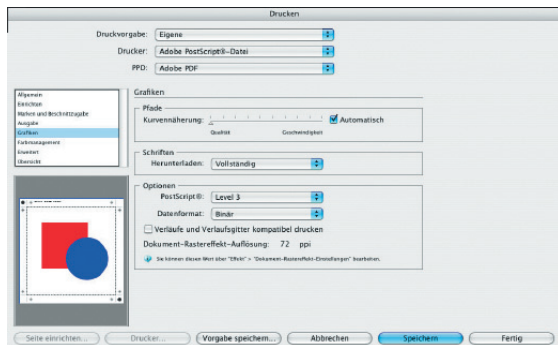 Drucken
Druckvorgabe: Eigene
Drucker: Adobe PostScript®-Datei
PPD: Adobe PDF
Allgemein
Einrichten
Marken und Beschnittzugabe
Ausgabe
Grafiken
Farbmanagement
Erweitert
Übersicht
Grafiken
Pfade
Kurvennäherung: Automatisch
Qualität Geschwindigkeit
Schriften
Herunterladen: Vollständig
Optionen
PostScript®: Level 3
Datenformat: Binär
Verläufe und Verlaufsgitter kompatibel drucken
Dokument-Rastereffekt-Auflösung: 72 ppi
Sie können diesen Wert über "Effekt" > "Dokument-Rastereffekt-Einstellungen" bearbeiten.
Seite einrichten... Drucker... Vorgabe speichern... Abbrechen Speichern Fertig